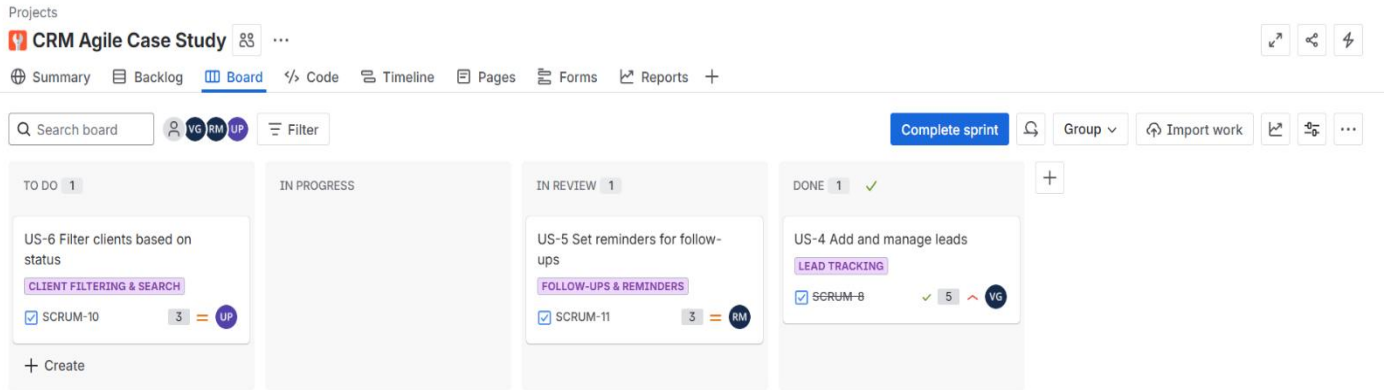 Projects
CRM Agile Case Study
Summary Backlog Board Code Timeline Pages Forms Reports
Search board VG RM UP Filter Complete sprint Group Import work
TO DO 1
US-6 Filter clients based on
status
CLIENT FILTERING & SEARCH
SCRUM-10 3 UP
Create
IN PROGRESS
IN REVIEW 1
US-5 Set reminders for follow-
ups
FOLLOW-UPS & REMINDERS
SCRUM-11 3 RM
DONE 1
US-4 Add and manage leads
LEAD TRACKING
SCRUM-8 5 VG